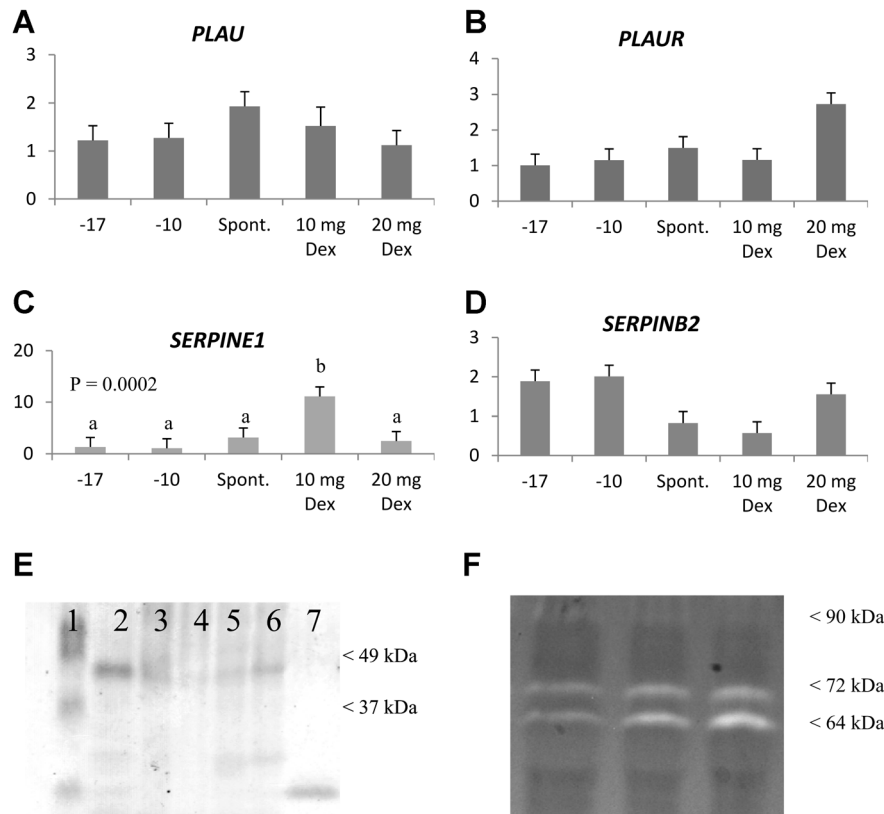 A
PLAU
3
2
1
0
-17 -10 Spont. 10 mg 20 mg
Dex Dex
B
PLAUR
4
3
2
1
0
-17 -10 Spont. 10 mg 20 mg
Dex Dex
C
SERPINE1
20
10
0
P = 0.0002
a a a b a
-17 -10 Spont. 10 mg 20 mg
Dex Dex
D
SERPINB2
3
2
1
0
-17 -10 Spont. 10 mg 20 mg
Dex Dex
E
1 2 3 4 5 6 7
< 49 kDa
< 37 kDa
F
< 90 kDa
< 72 kDa
< 64 kDa